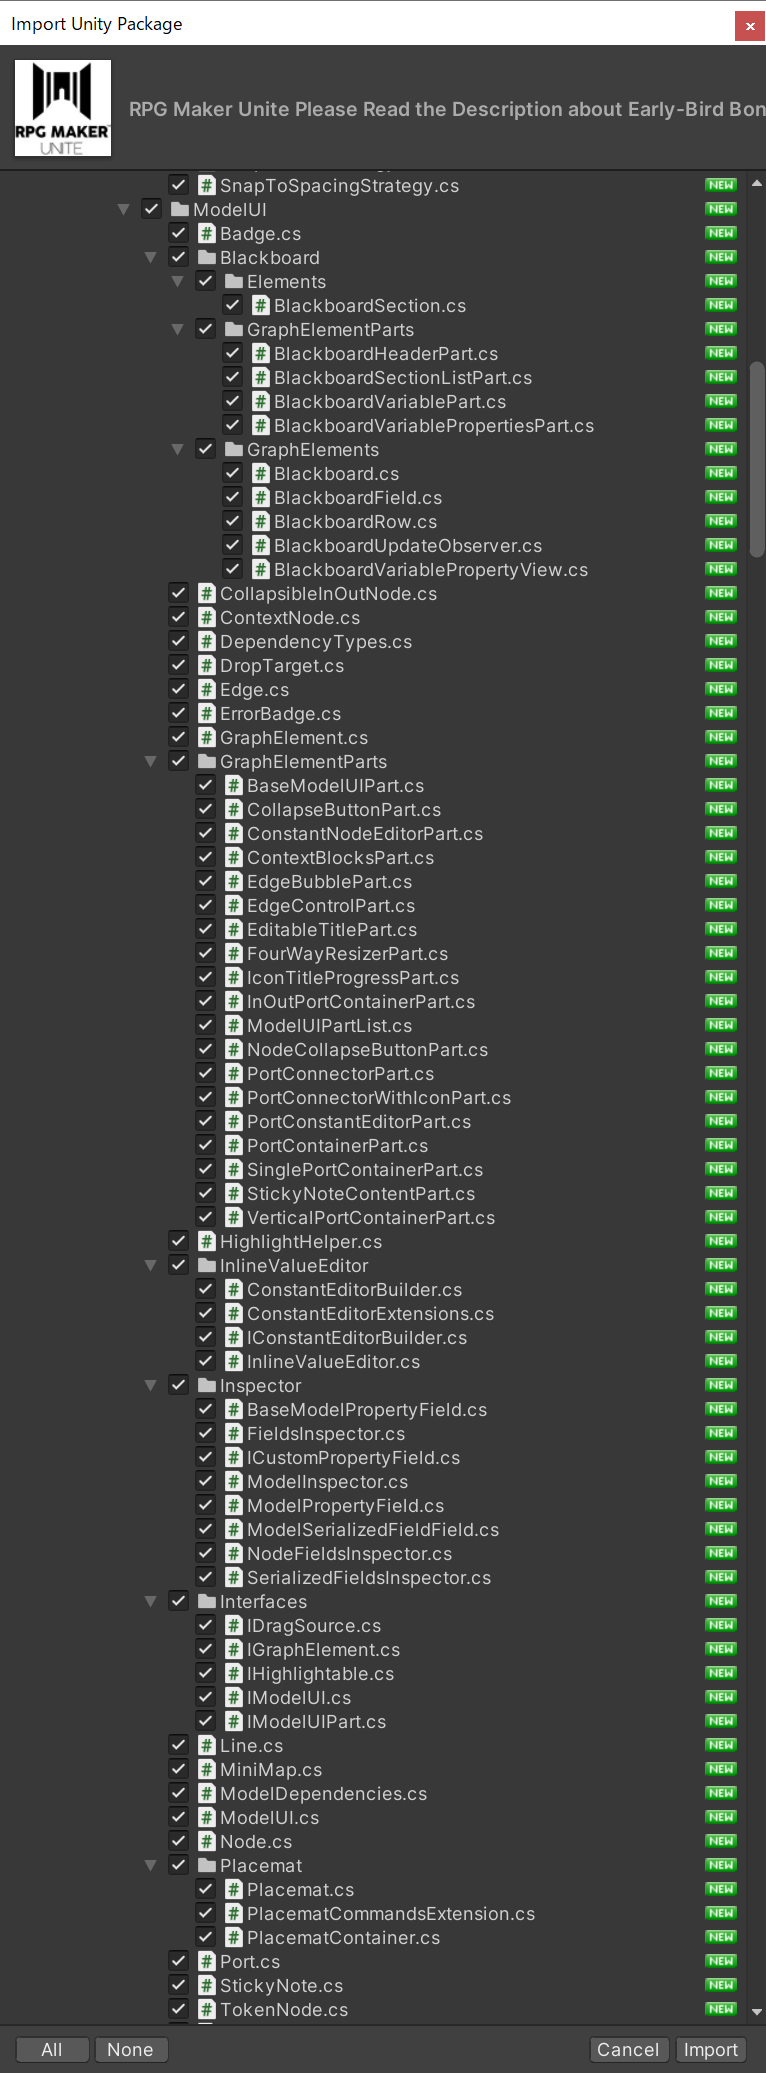 Import Unity Package
x
RPG MAKER
UNITE
RPG Maker Unite Please Read the Description about Early-Bird Bon
SnapToSpacingStrategy.cs NEW
ModelUI NEW
Badge.cs NEW
Blackboard NEW
Elements NEW
BlackboardSection.cs NEW
GraphElementParts NEW
BlackboardHeaderPart.cs NEW
BlackboardSectionListPart.cs NEW
BlackboardVariablePart.cs NEW
BlackboardVariablePropertiesPart.cs NEW
GraphElements NEW
Blackboard.cs NEW
BlackboardField.cs NEW
BlackboardRow.cs NEW
BlackboardUpdateObserver.cs NEW
BlackboardVariablePropertyView.cs NEW
CollapsibleInOutNode.cs NEW
ContextNode.cs NEW
DependencyTypes.cs NEW
DropTarget.cs NEW
Edge.cs NEW
ErrorBadge.cs NEW
GraphElement.cs NEW
GraphElementParts NEW
BaseModelUIPart.cs NEW
CollapseButtonPart.cs NEW
ConstantNodeEditorPart.cs NEW
ContextBlocksPart.cs NEW
EdgeBubblePart.cs NEW
EdgeControlPart.cs NEW
EditableTitlePart.cs NEW
FourWayResizerPart.cs NEW
IconTitleProgressPart.cs NEW
InOutPortContainerPart.cs NEW
ModelUIPartList.cs NEW
NodeCollapseButtonPart.cs NEW
PortConnectorPart.cs NEW
PortConnectorWithIconPart.cs NEW
PortConstantEditorPart.cs NEW
PortContainerPart.cs NEW
SinglePortContainerPart.cs NEW
StickyNoteContentPart.cs NEW
VerticalPortContainerPart.cs NEW
HighlightHelper.cs NEW
InlineValueEditor NEW
ConstantEditorBuilder.cs NEW
ConstantEditorExtensions.cs NEW
IConstantEditorBuilder.cs NEW
InlineValueEditor.cs NEW
Inspector NEW
BaseModelPropertyField.cs NEW
FieldsInspector.cs NEW
ICustomPropertyField.cs NEW
ModelInspector.cs NEW
ModelPropertyField.cs NEW
ModelSerializedFieldField.cs NEW
NodeFieldsInspector.cs NEW
SerializedFieldsInspector.cs NEW
Interfaces NEW
IDragSource.cs NEW
IGraphElement.cs NEW
IHighlightable.cs NEW
IModelUI.cs NEW
IModelUIPart.cs NEW
Line.cs NEW
MiniMap.cs NEW
ModelDependencies.cs NEW
ModelUI.cs NEW
Node.cs NEW
Placemat NEW
Placemat.cs NEW
PlacematCommandsExtension.cs NEW
PlacematContainer.cs NEW
Port.cs NEW
StickyNote.cs NEW
TokenNode.cs NEW
All None Cancel Import